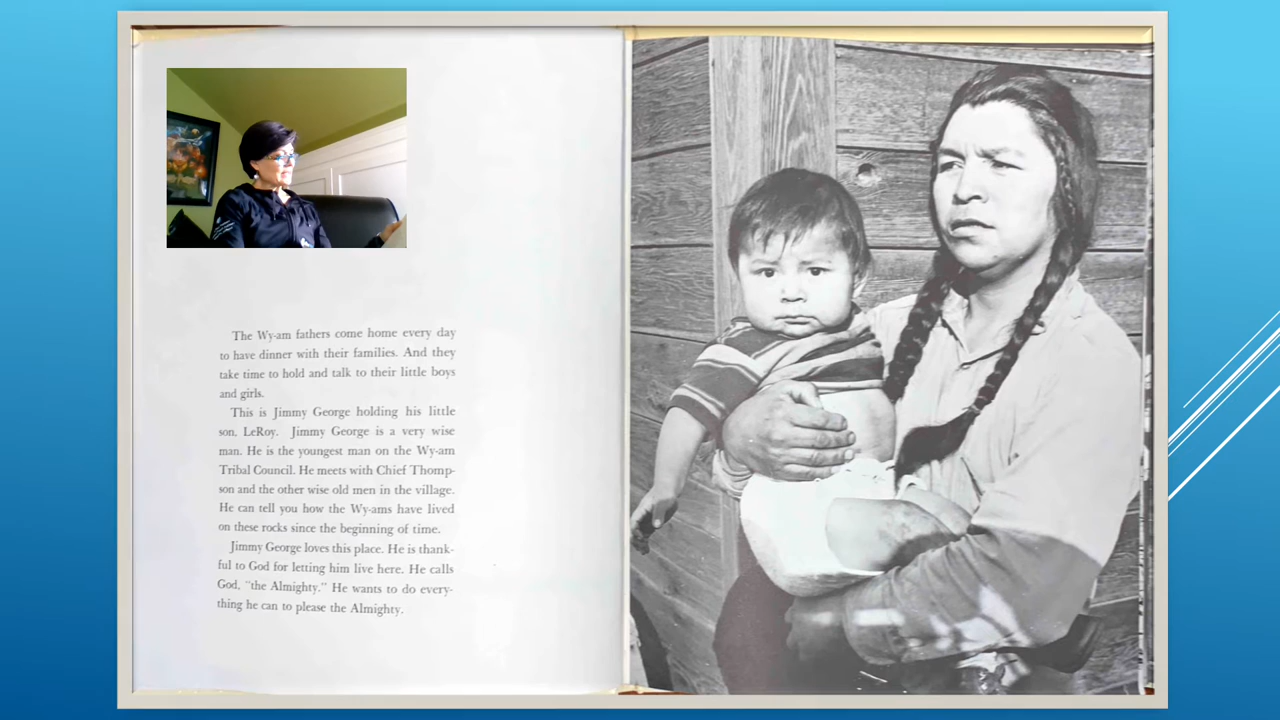 The Wy-am fathers come home every day
to have dinner with their families. And they
take time to hold and talk to their little boys
and girls.
This is Jimmy George holding his little
son, LeRoy. Jimmy George is a very wise
man. He is the youngest man on the Wy-am
Tribal Council. He meets with Chief Thomp-
son and the other wise old men in the village.
He can tell you how the Wy-ams have lived
on these rocks since the beginning of time.
Jimmy George loves this place. He is thank-
ful to God for letting him live here. He calls
God, "the Almighty." He wants to do every-
thing he can to please the Almighty.